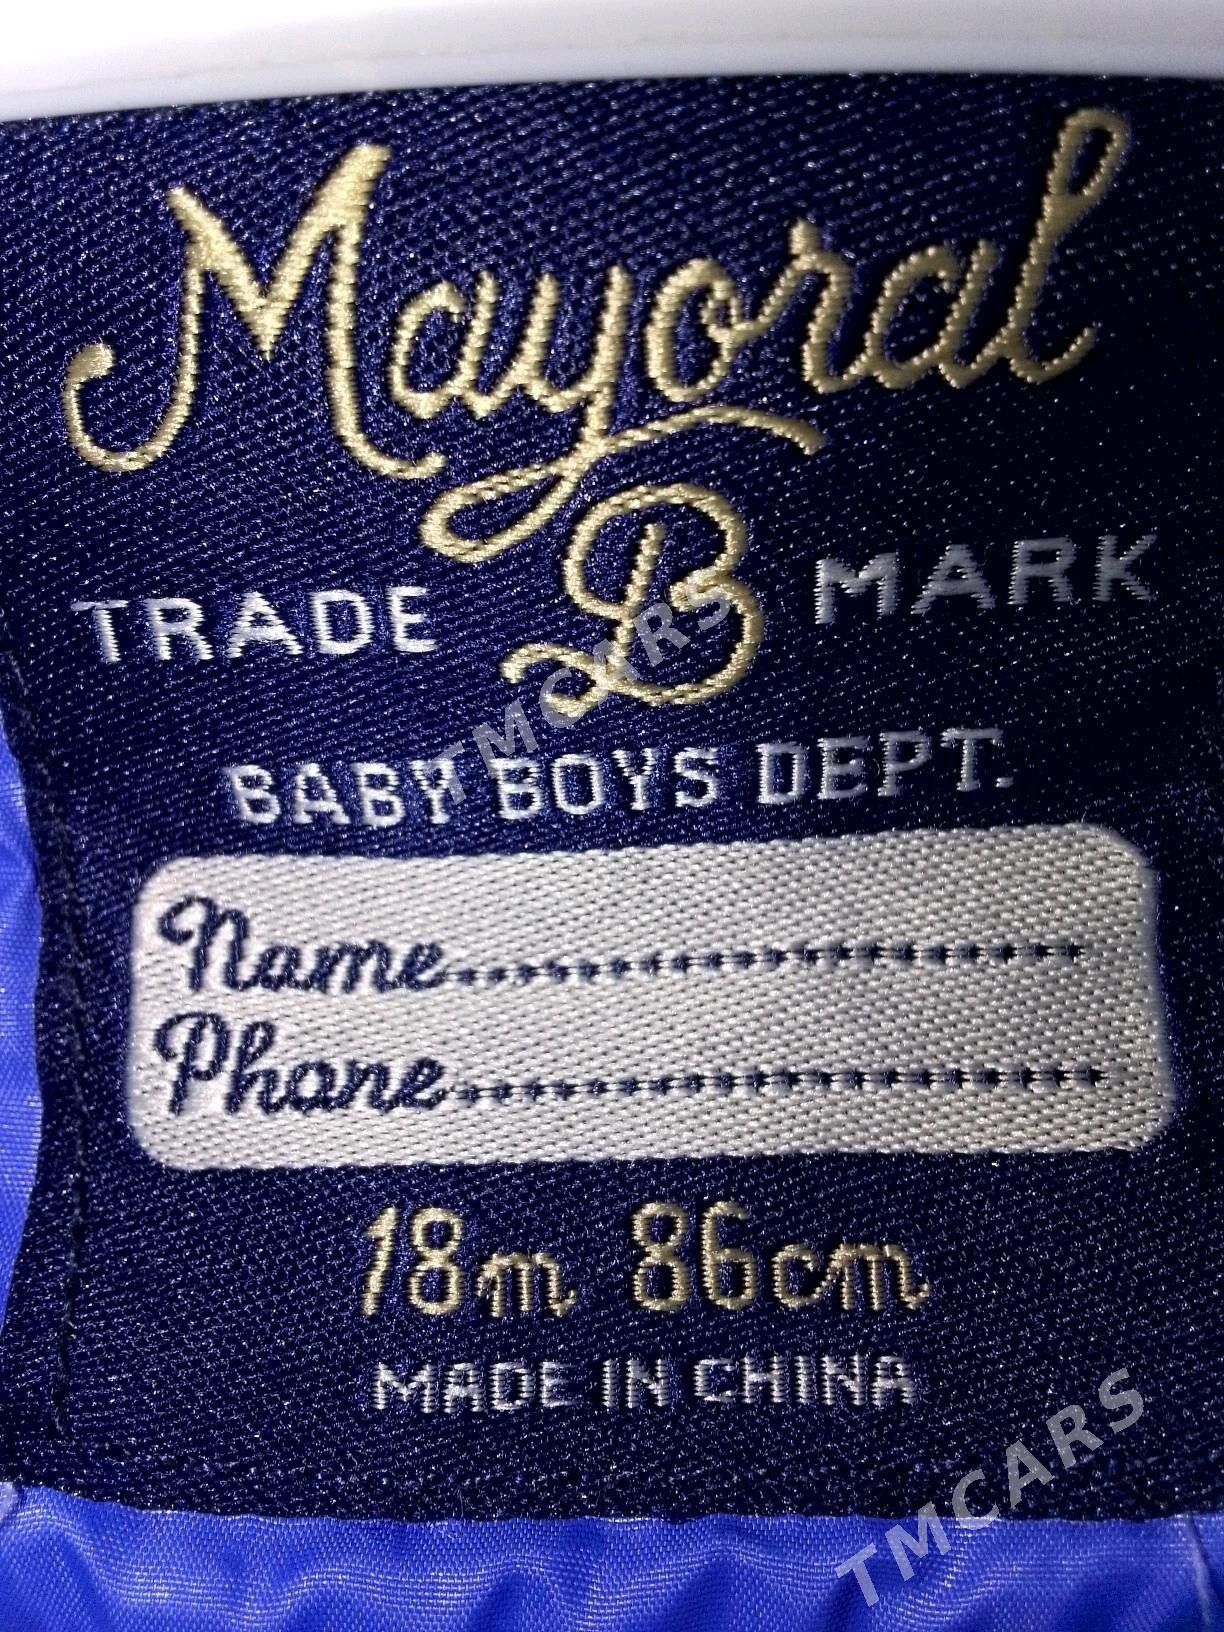 Mayoral
TRADE B MARK
BABY BOYS DEPT.
Name........................
Phone........................
18m 86cm
MADE IN CHINA
TMCARS
TMCARS